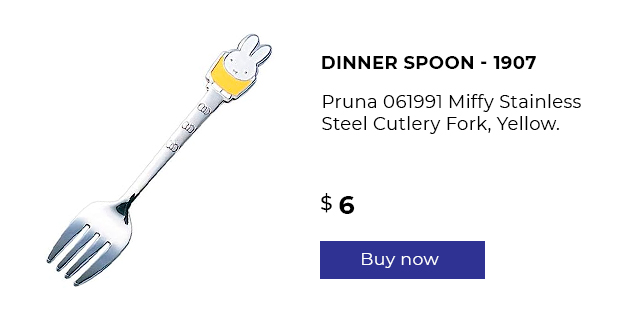 DINNER SPOON - 1907
Pruna 061991 Miffy Stainless
Steel Cutlery Fork, Yellow.
$ 6
Buy now